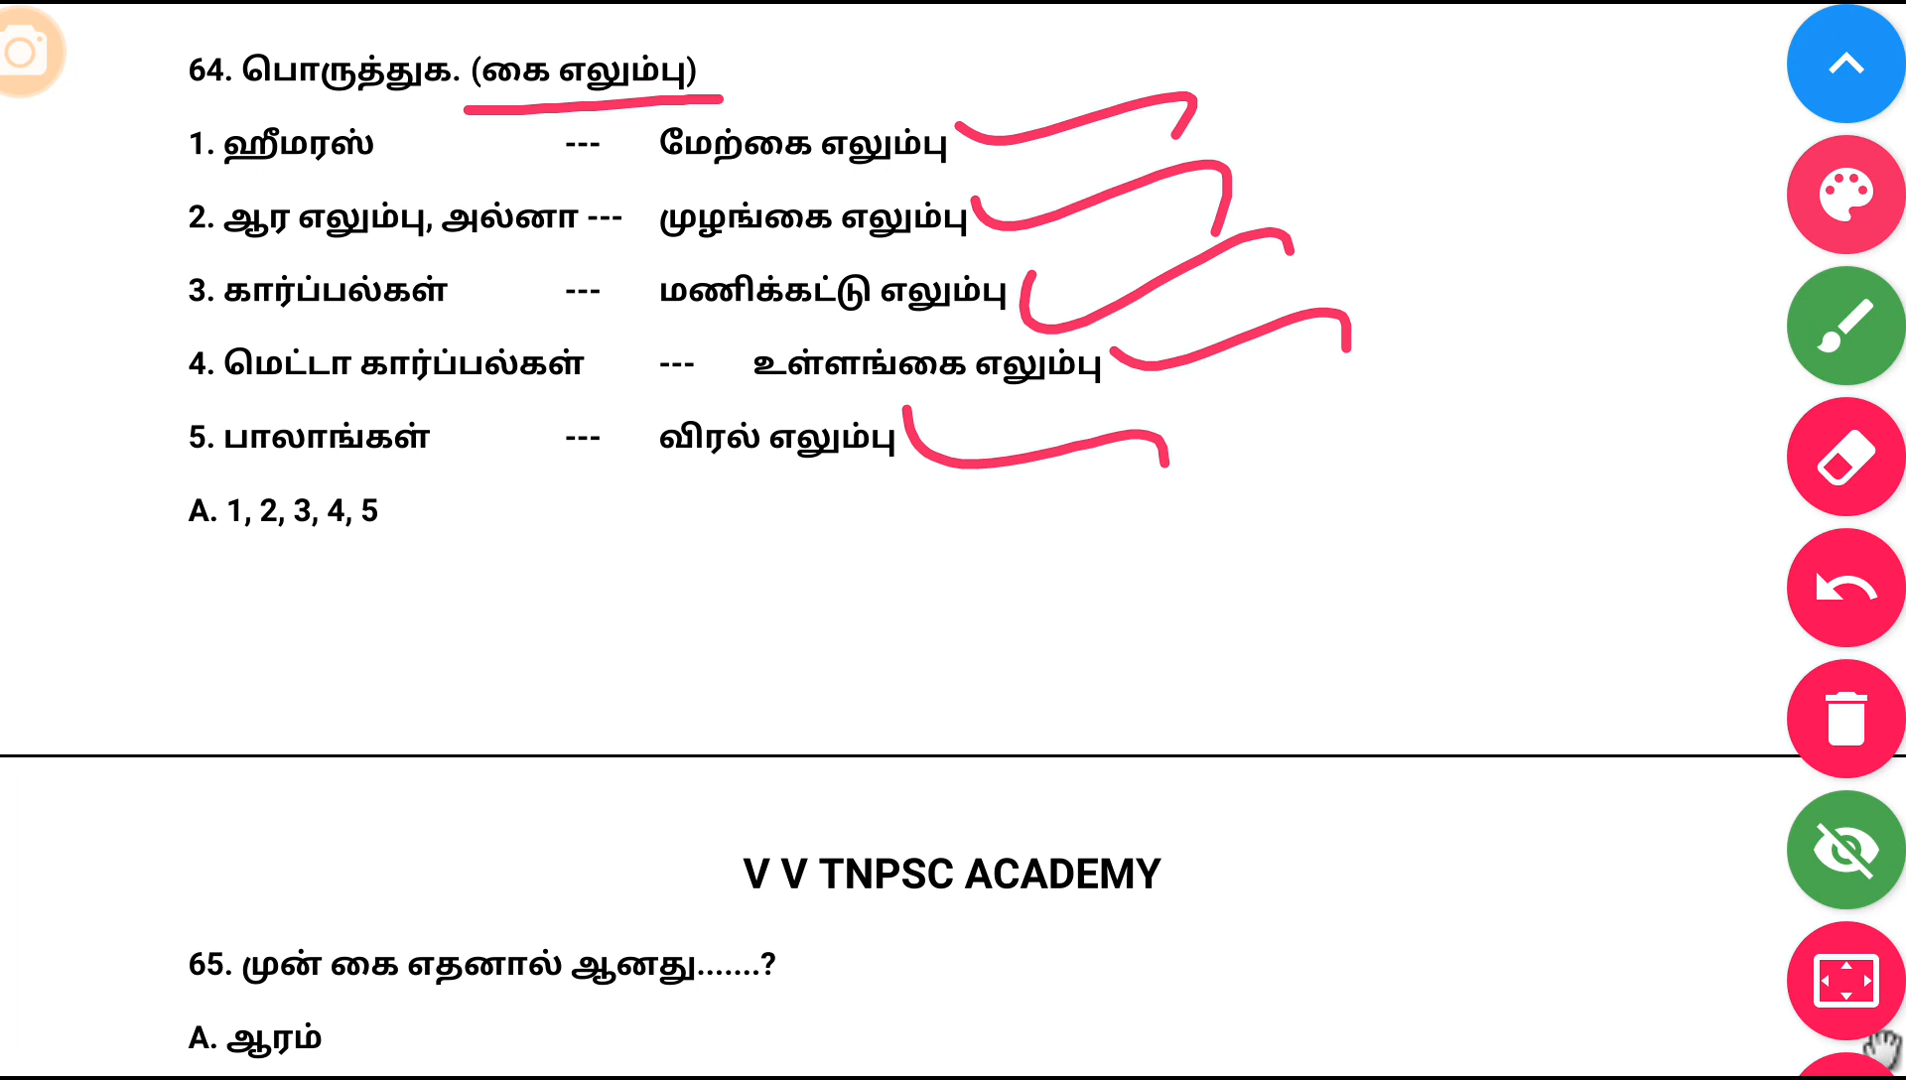 64. பொருத்துக. (கை எலும்பு)
1. ஹீமரஸ் --- மேற்கை எலும்பு
2. ஆர எலும்பு, அல்னா --- முழங்கை எலும்பு
3. கார்ப்பல்கள் --- மணிக்கட்டு எலும்பு
4. மெட்டா கார்ப்பல்கள் --- உள்ளங்கை எலும்பு
5. பாலாங்கள் --- விரல் எலும்பு
A. 1, 2, 3, 4, 5
V V TNPSC ACADEMY
65. முன் கை எதனால் ஆனது.......?
A. ஆரம்